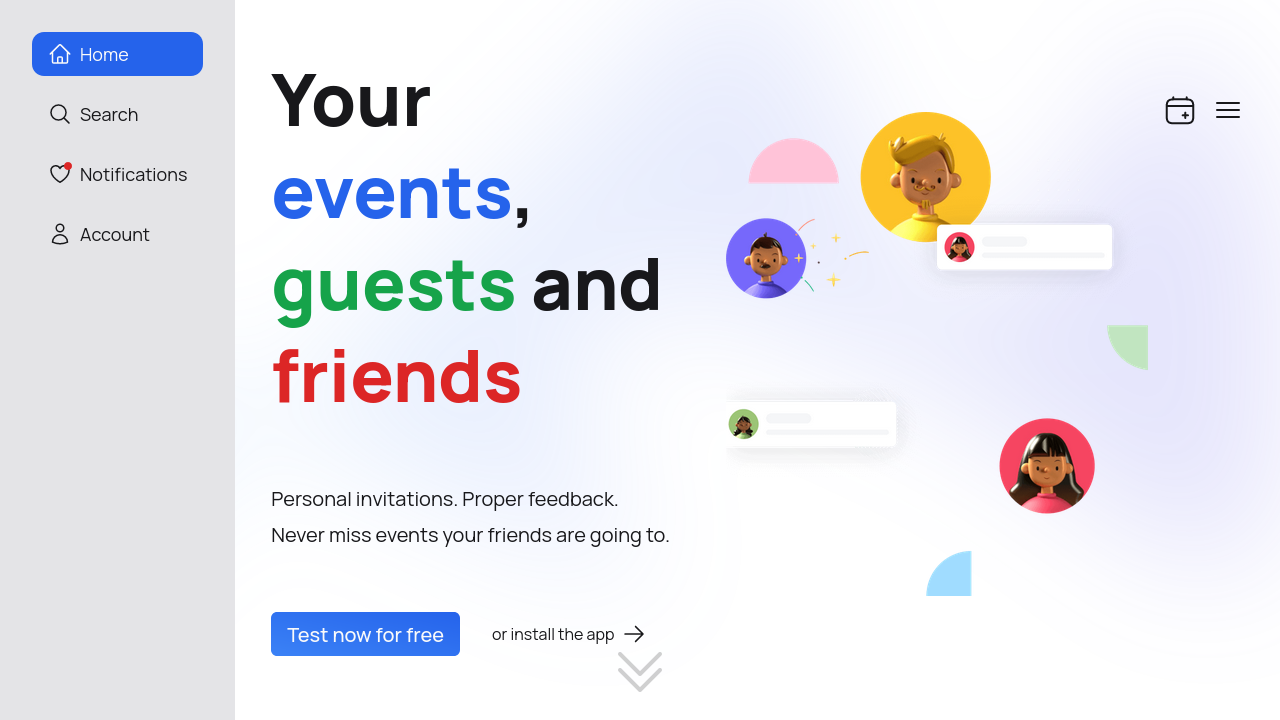 Home
Search
Notifications
Account
Your
events,
guests and
friends
Personal invitations. Proper feedback.
Never miss events your friends are going to.
Test now for free
or install the app